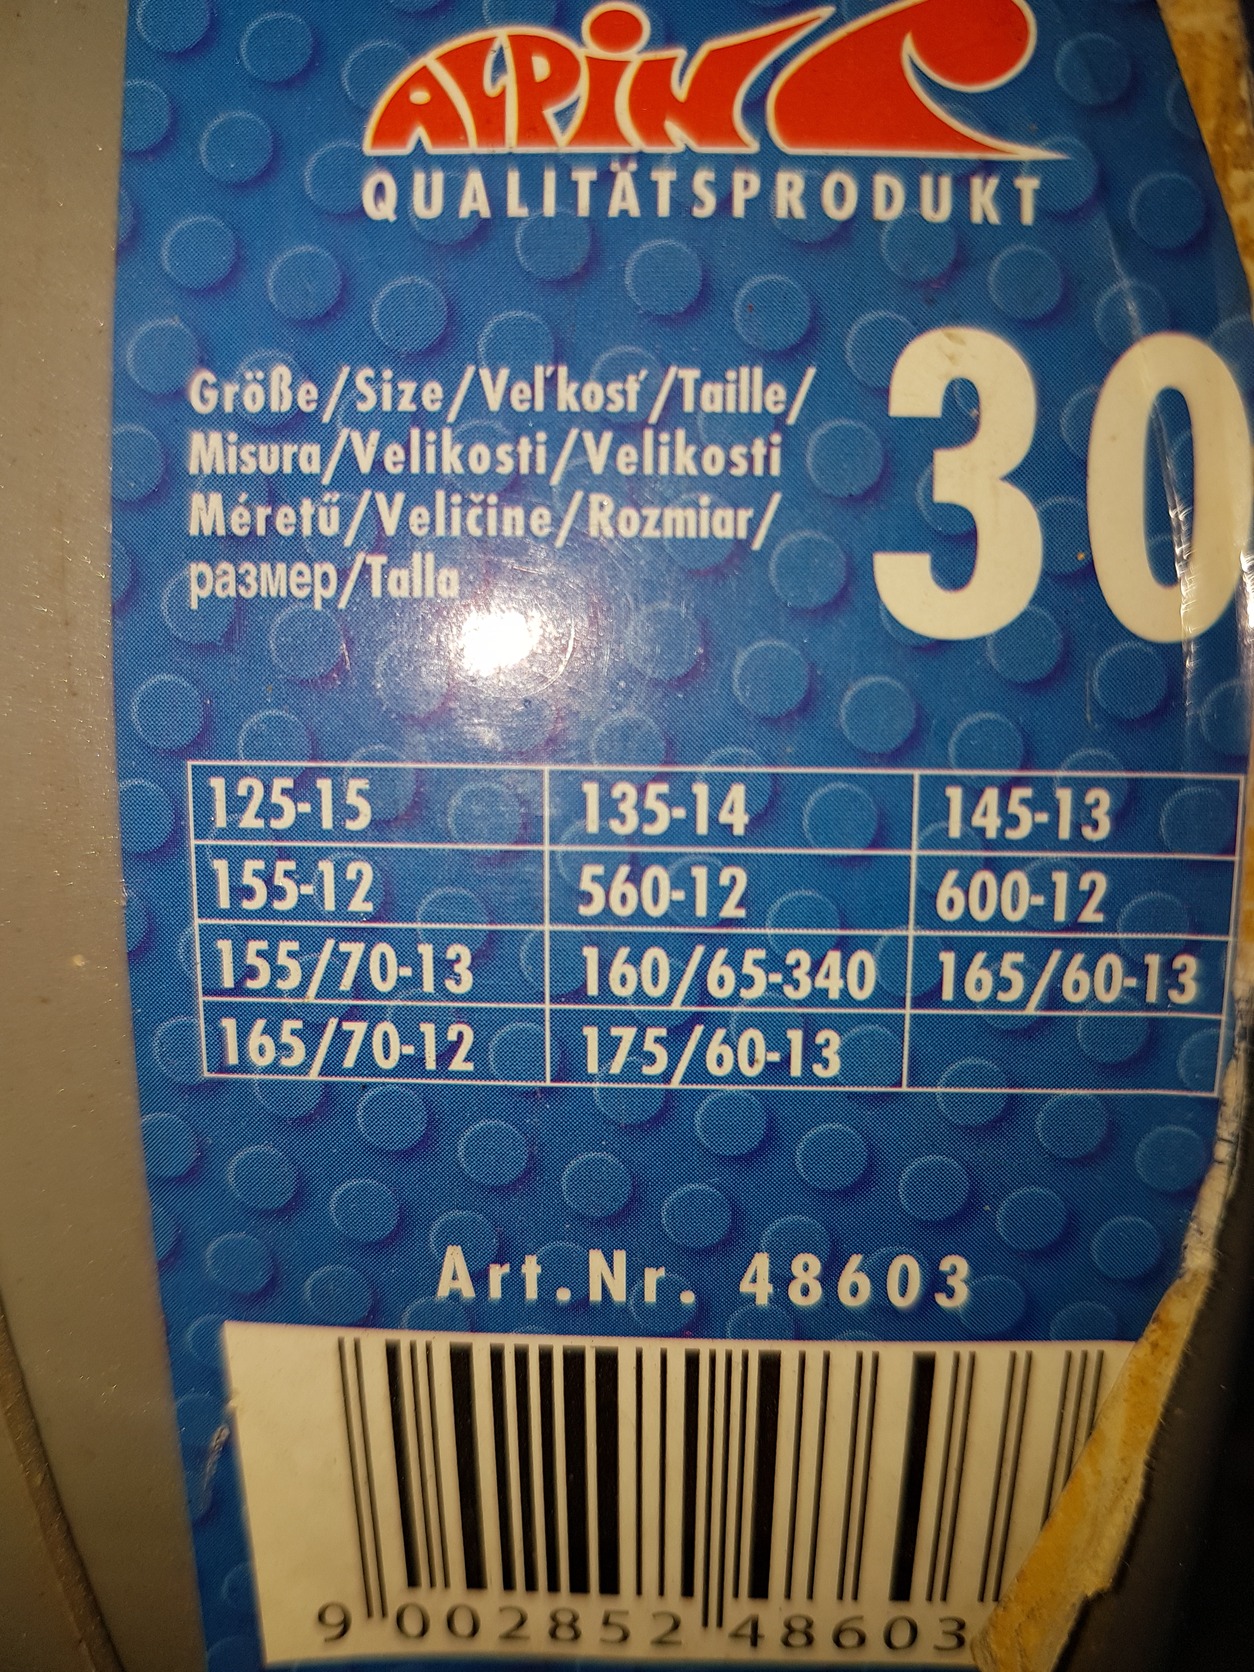 ALPIN
QUALITÄTSPRODUKT
Größe/Size/Veľkosť/Taille/
Misura/Velikosti/Velikosti
Méretű/Veličine/Rozmiar/
размер/Talla
30
125-15 135-14 145-13
155-12 560-12 600-12
155/70-13 160/65-340 165/60-13
165/70-12 175/60-13
Art.Nr. 48603
9 002852 48603